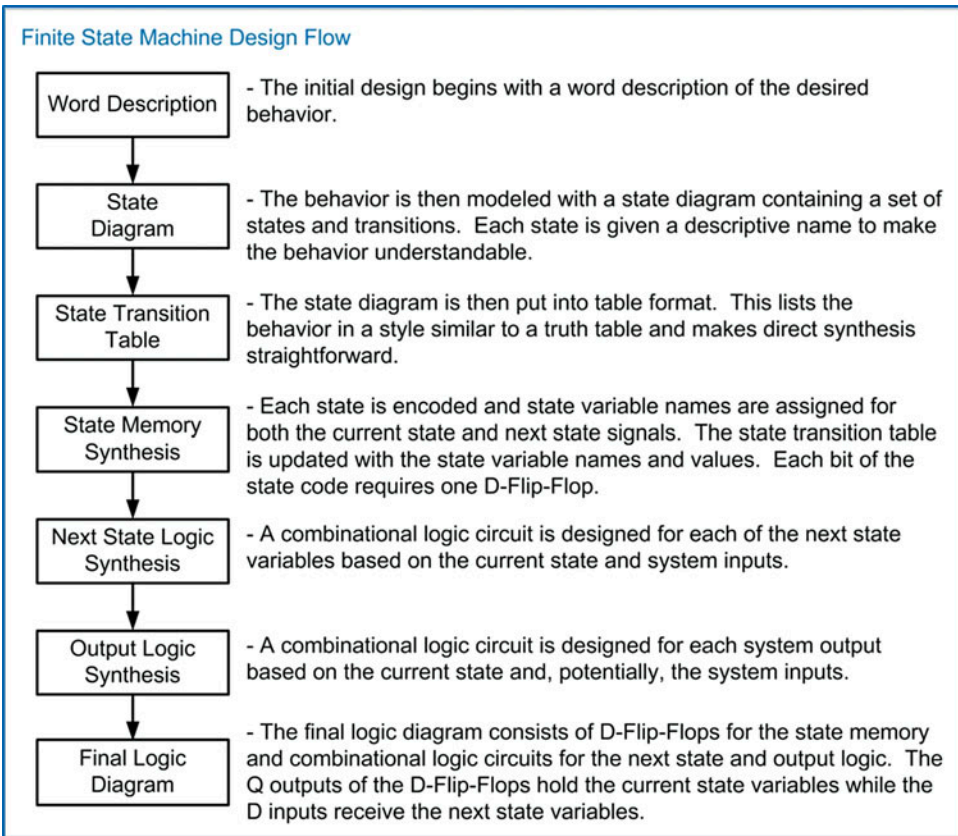 Finite State Machine Design Flow
Word Description
- The initial design begins with a word description of the desired
behavior.
State
Diagram
- The behavior is then modeled with a state diagram containing a set of
states and transitions.  Each state is given a descriptive name to make
the behavior understandable.
State Transition
Table
- The state diagram is then put into table format.  This lists the
behavior in a style similar to a truth table and makes direct synthesis
straightforward.
State Memory
Synthesis
- Each state is encoded and state variable names are assigned for
both the current state and next state signals.  The state transition table
is updated with the state variable names and values.  Each bit of the
state code requires one D-Flip-Flop.
Next State Logic
Synthesis
- A combinational logic circuit is designed for each of the next state
variables based on the current state and system inputs.
Output Logic
Synthesis
- A combinational logic circuit is designed for each system output
based on the current state and, potentially, the system inputs.
Final Logic
Diagram
- The final logic diagram consists of D-Flip-Flops for the state memory
and combinational logic circuits for the next state and output logic.  The
Q outputs of the D-Flip-Flops hold the current state variables while the
D inputs receive the next state variables.